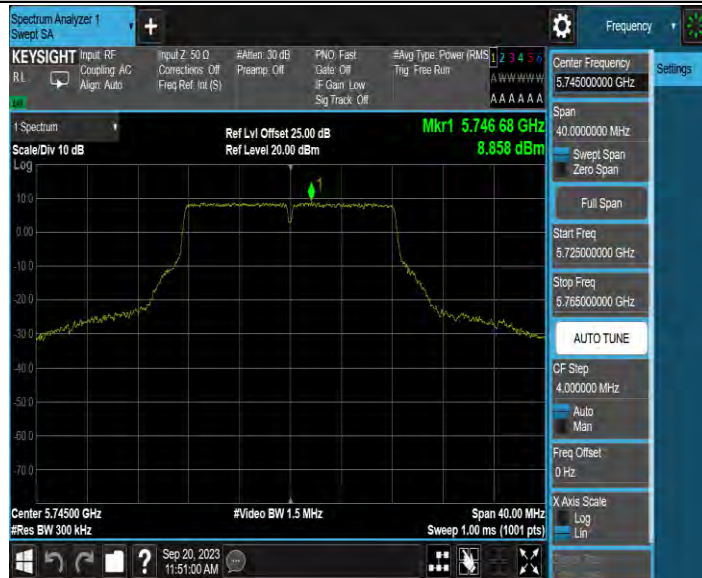 Spectrum Analyzer 1
Swept SA
+
Frequency
KEYSIGHT
RL
Input: RF
Coupling: AC
Align: Auto
Input Z: 50 Ω
Corrections: Off
Freq Ref: Int (S)
#Atten: 30 dB
Preamp: Off
PNO: Fast
Gate: Off
IF Gain: Low
Sig Track: Off
#Avg Type: Power (RMS
Trig: Free Run
1 2 3 4 5 6
A W W W W W
A A A A A A
Center Frequency
5.745000000 GHz
Settings
Span
40.0000000 MHz
Swept Span
Zero Span
Full Span
Start Freq
5.725000000 GHz
Stop Freq
5.765000000 GHz
AUTO TUNE
CF Step
4.000000 MHz
Auto
Man
Freq Offset
0 Hz
X Axis Scale
Log
Lin
1 Spectrum
Scale/Div 10 dB
Ref Lvl Offset 25.00 dB
Ref Level 20.00 dBm
Mkr1 5.746 68 GHz
8.858 dBm
Log
1
10.0
0.00
-10.0
-20.0
-30.0
-40.0
-50.0
-60.0
-70.0
Center 5.74500 GHz
#Res BW 300 kHz
#Video BW 1.5 MHz
Span 40.00 MHz
Sweep 1.00 ms (1001 pts)
?
Sep 20, 2023
11:51:00 AM